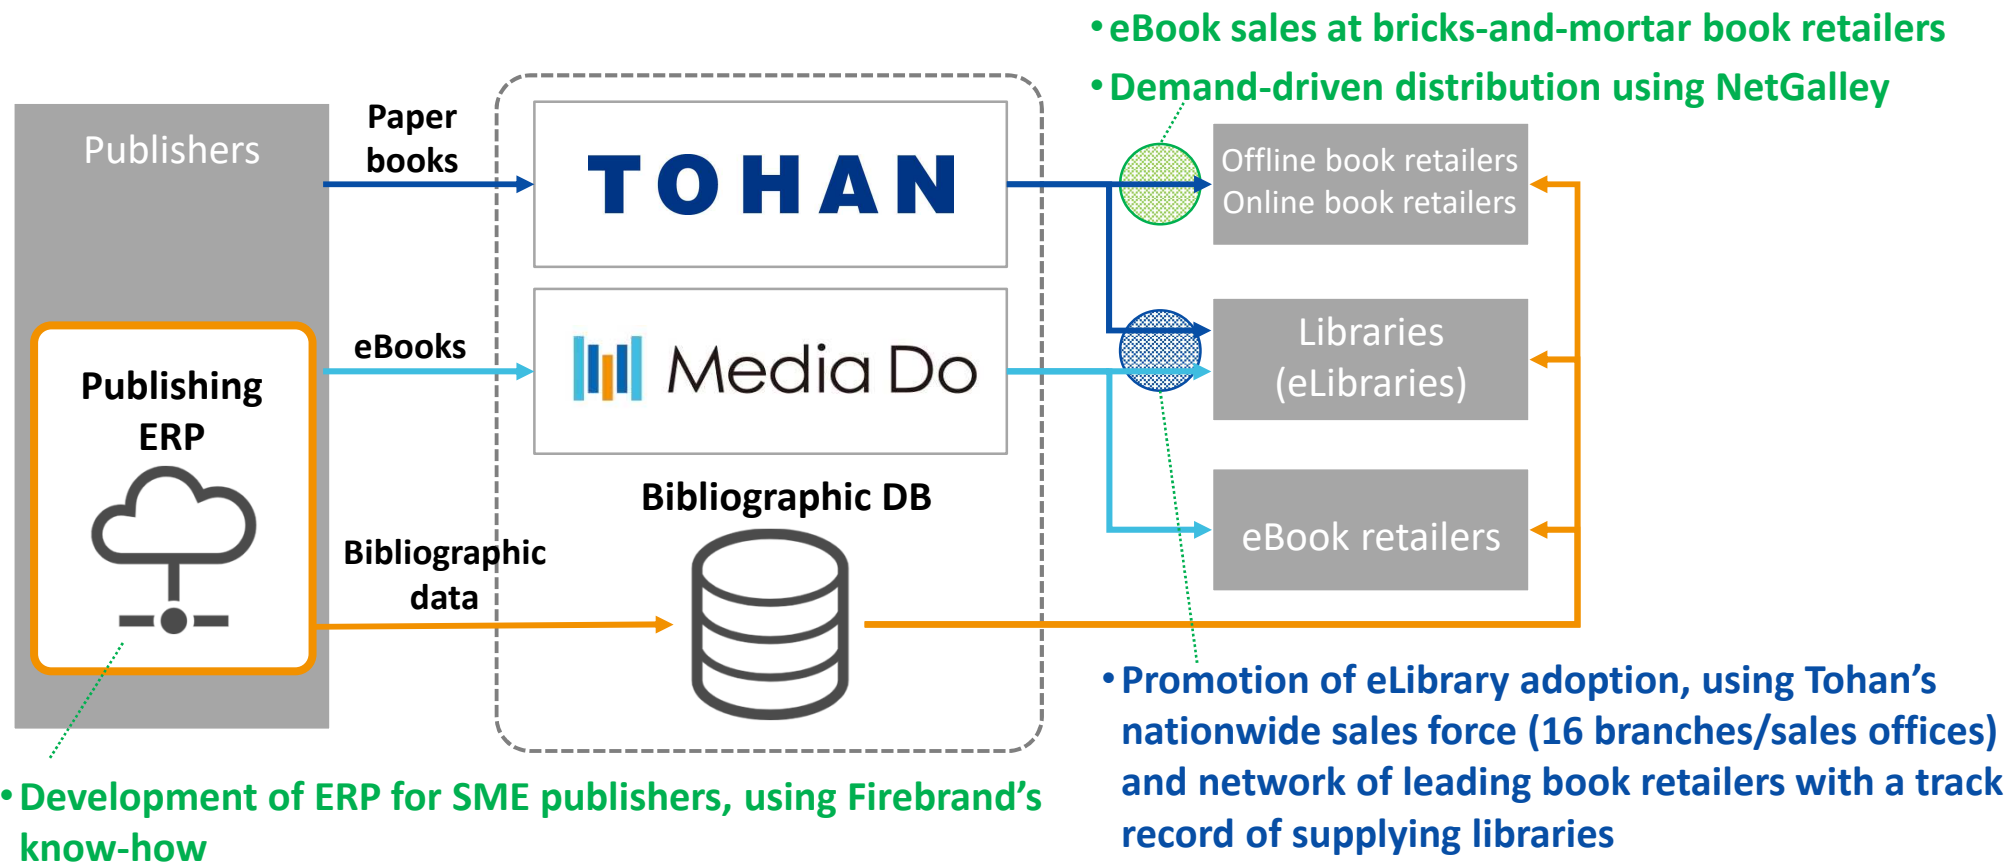 • eBook sales at bricks-and-mortar book retailers
• Demand-driven distribution using NetGalley
Publishers
Paper
books
TOHAN
Offline book retailers
Online book retailers
eBooks
Media Do
Libraries
(eLibraries)
Publishing
ERP
Bibliographic DB
eBook retailers
Bibliographic
data
• Promotion of eLibrary adoption, using Tohan's
nationwide sales force (16 branches/sales offices)
and network of leading book retailers with a track
record of supplying libraries
• Development of ERP for SME publishers, using Firebrand's
know-how